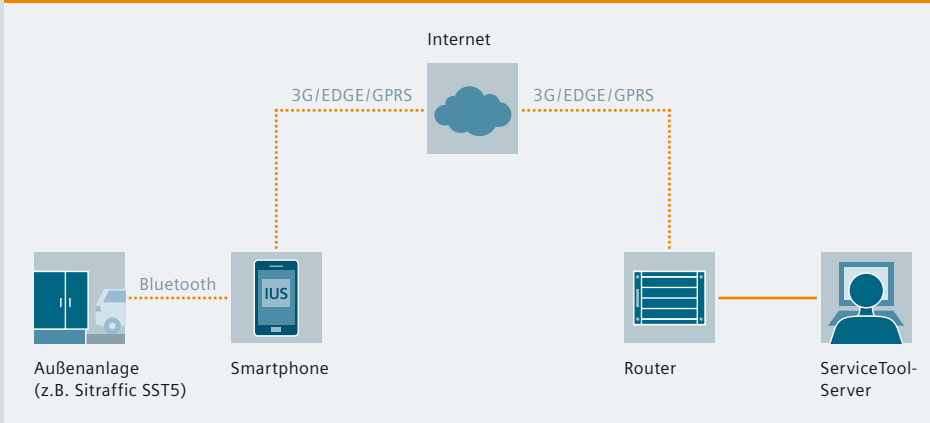 Internet
3G/EDGE/GPRS
3G/EDGE/GPRS
Bluetooth
IUS
Außenanlage
(z.B. Sitraffic SST5)
Smartphone
Router
ServiceTool-
Server